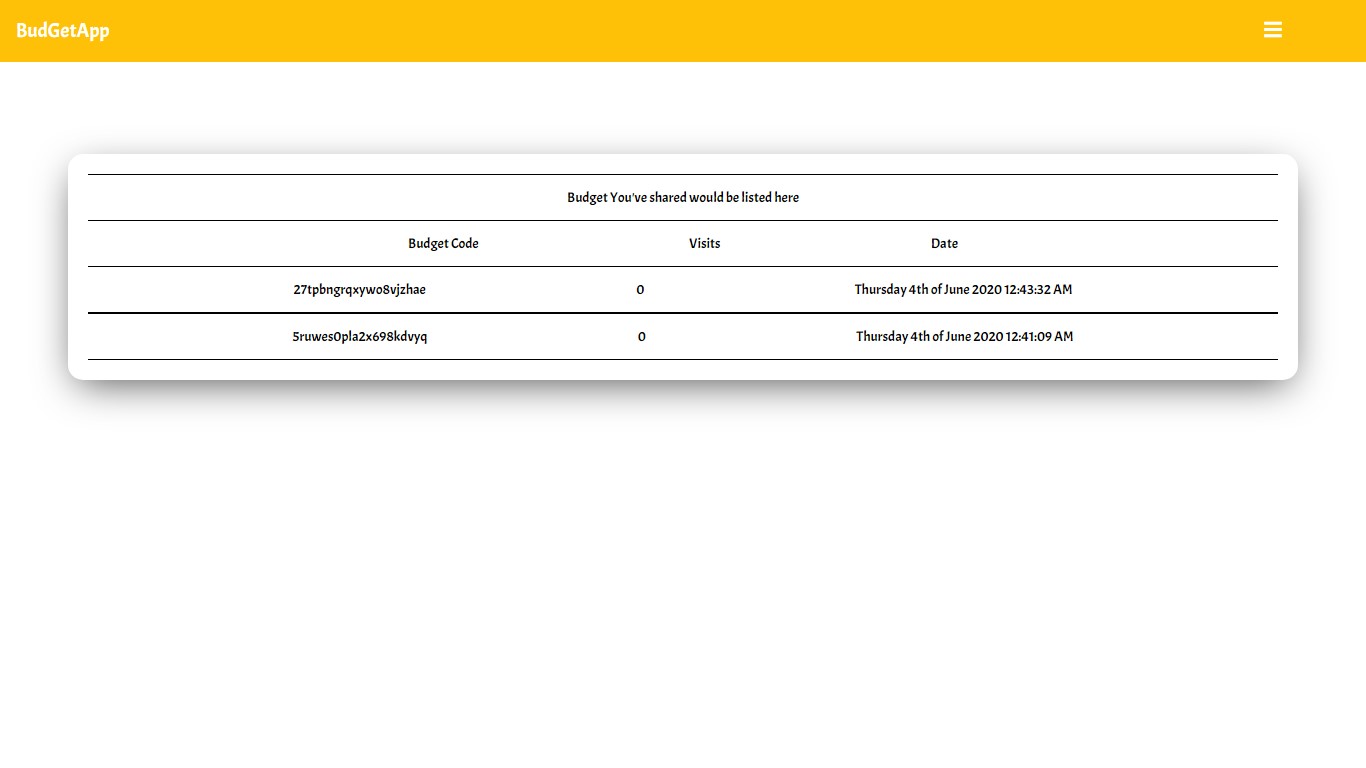 BudGetApp
Budget You've shared would be listed here
Budget Code Visits Date
27tpbngrqxywo8vjzhae 0 Thursday 4th of June 2020 12:43:32 AM
5ruwes0pla2x698kdvyq 0 Thursday 4th of June 2020 12:41:09 AM